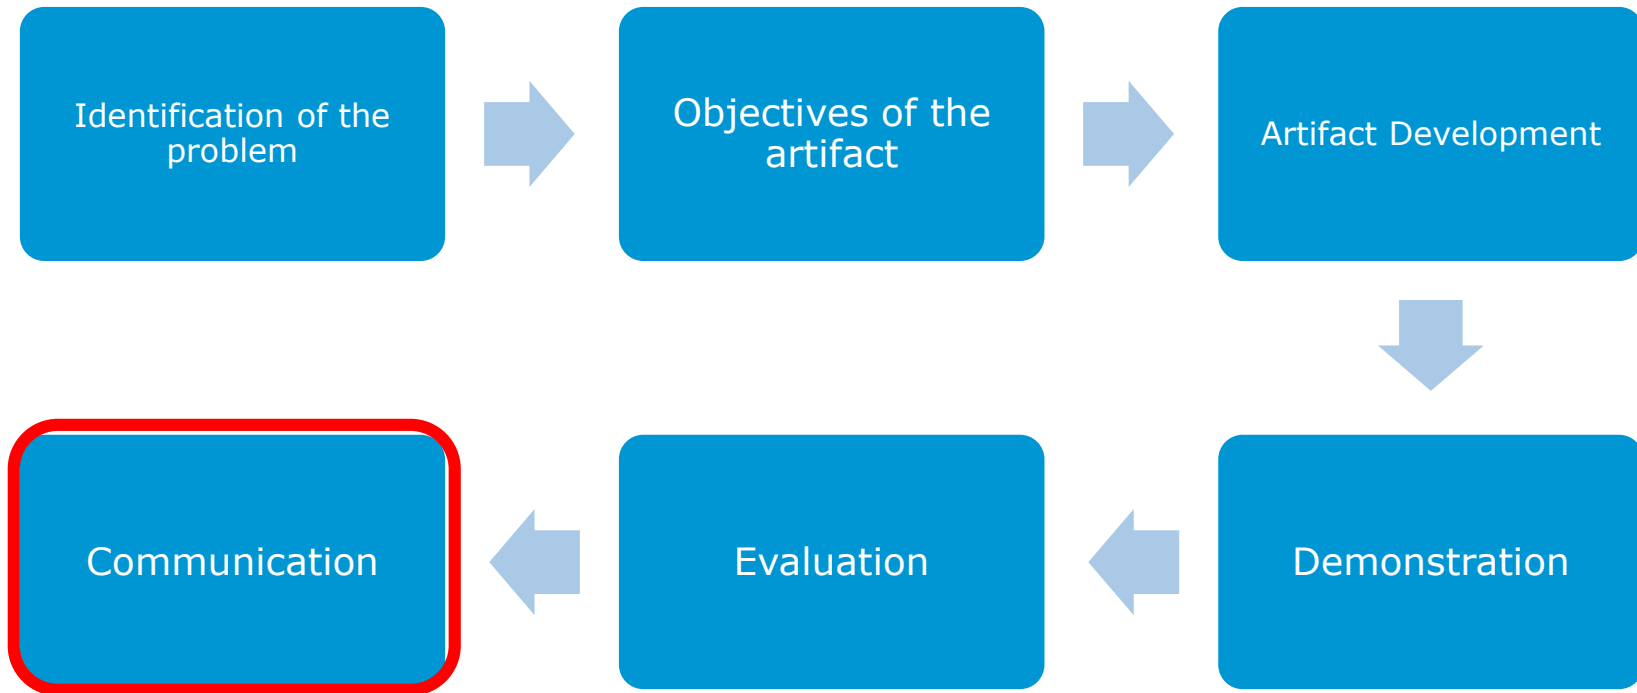 Identification of the
problem
Objectives of the
artifact
Artifact Development
Demonstration
Evaluation
Communication